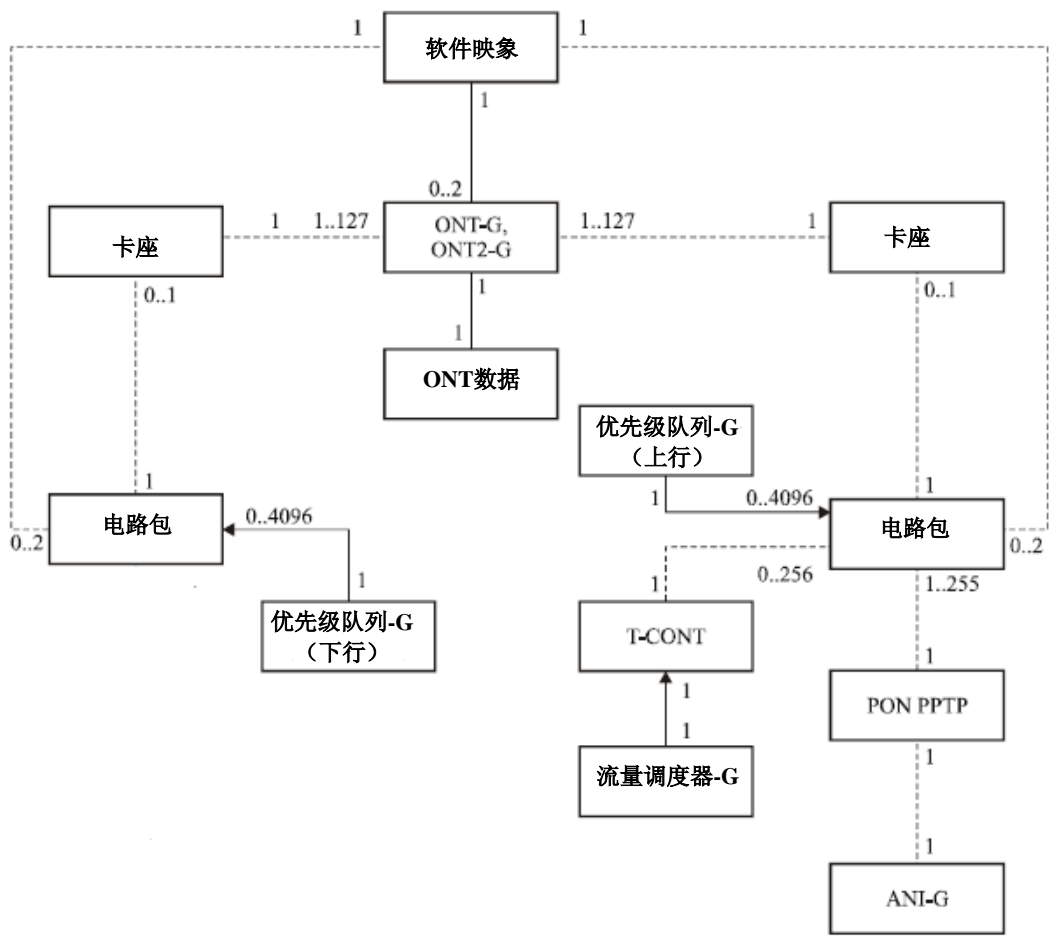 1
软件映象
1
1
0..2
卡座
1
1..127
ONT-G,
ONT2-G
1..127
1
卡座
0..1
1
0..1
1
ONT数据
优先级队列-G
（上行）
1
电路包
0..4096
0..2
1
0..4096
1
电路包
0..2
1
优先级队列-G
（下行）
0..256
1
T-CONT
1..255
1
PON PPTP
1
1
流量调度器-G
1
1
ANI-G